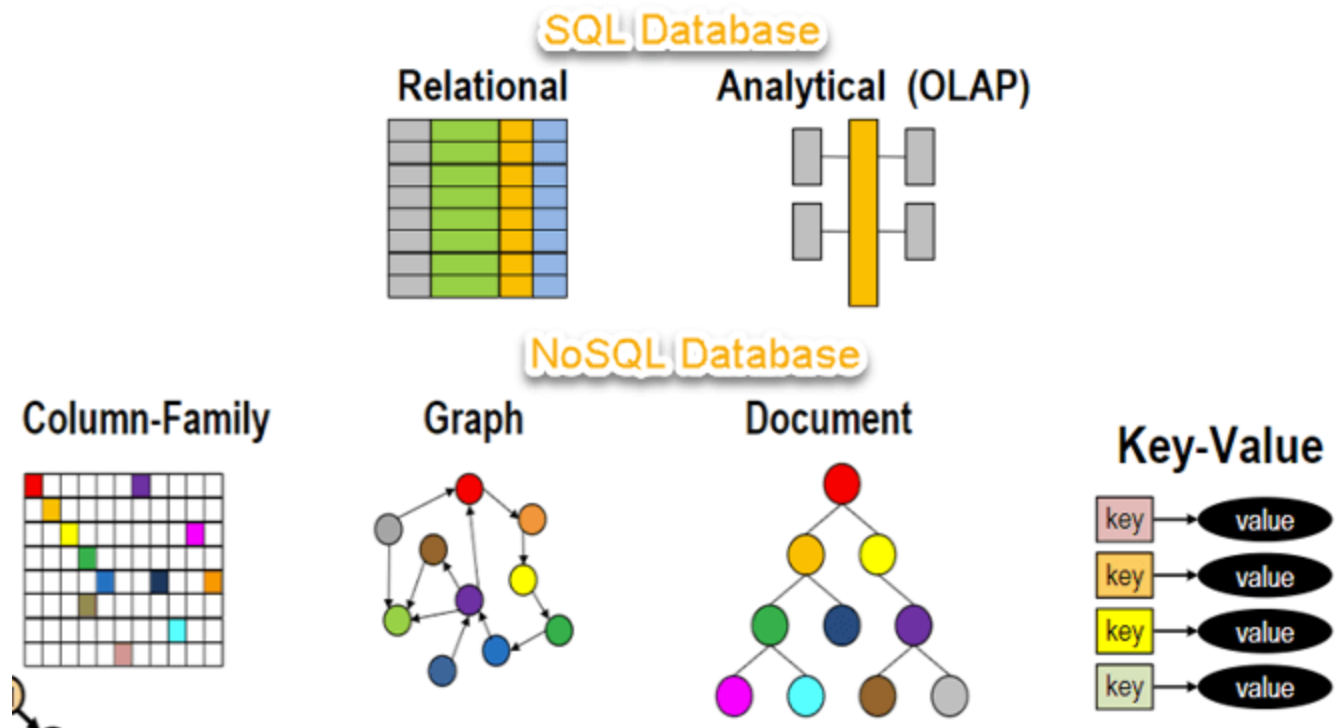 SQL Database
Relational
Analytical (OLAP)
NoSQL Database
Column-Family
Graph
Document
Key-Value
key
value
key
value
key
value
key
value